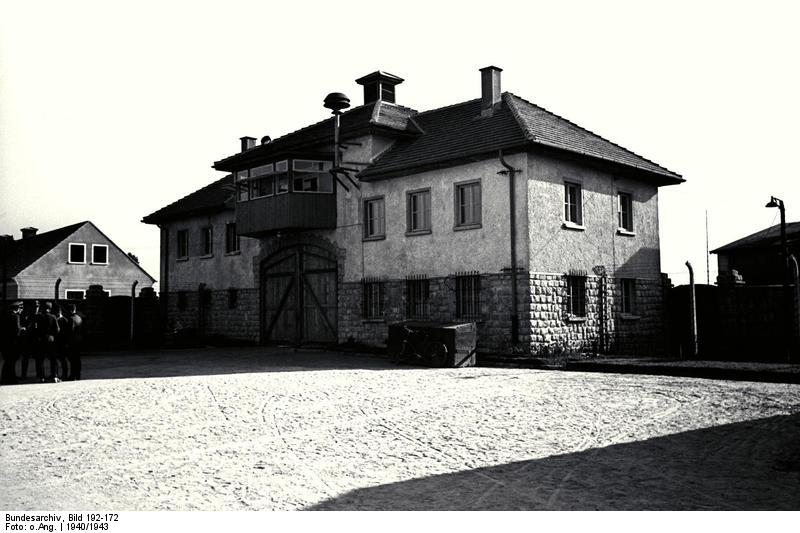 Bundesarchiv, Bild 192-172
Foto: o.Ang. | 1940/1943